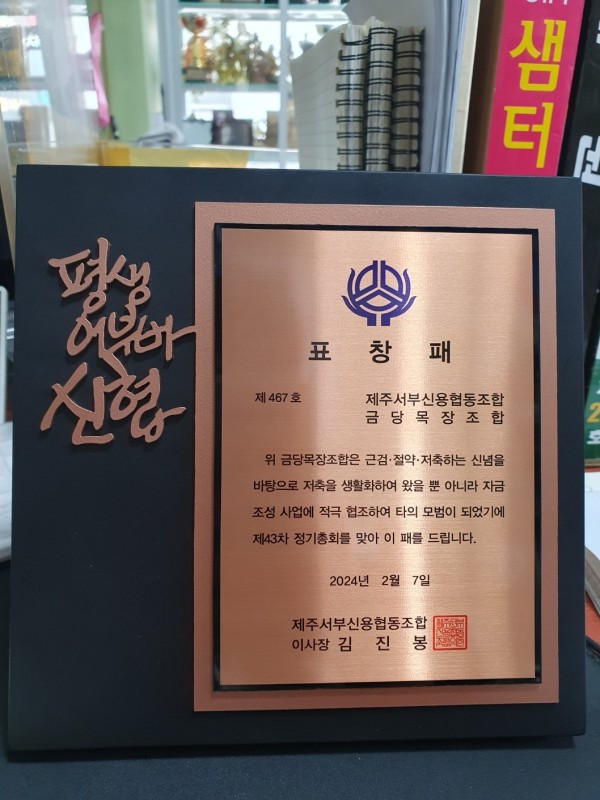 평생
어부바
신협
표 창 패
제 467 호
제주서부신용협동조합
금 당 목 장 조 합
위 금당목장조합은 근검·절약·저축하는 신념을
바탕으로 저축을 생활화하여 왔을 뿐 아니라 자금
조성 사업에 적극 협조하여 타의 모범이 되었기에
제43차 정기총회를 맞아 이 패를 드립니다.
2024년 2월 7일
제주서부신용협동조합
이사장 김 진 봉
샘터